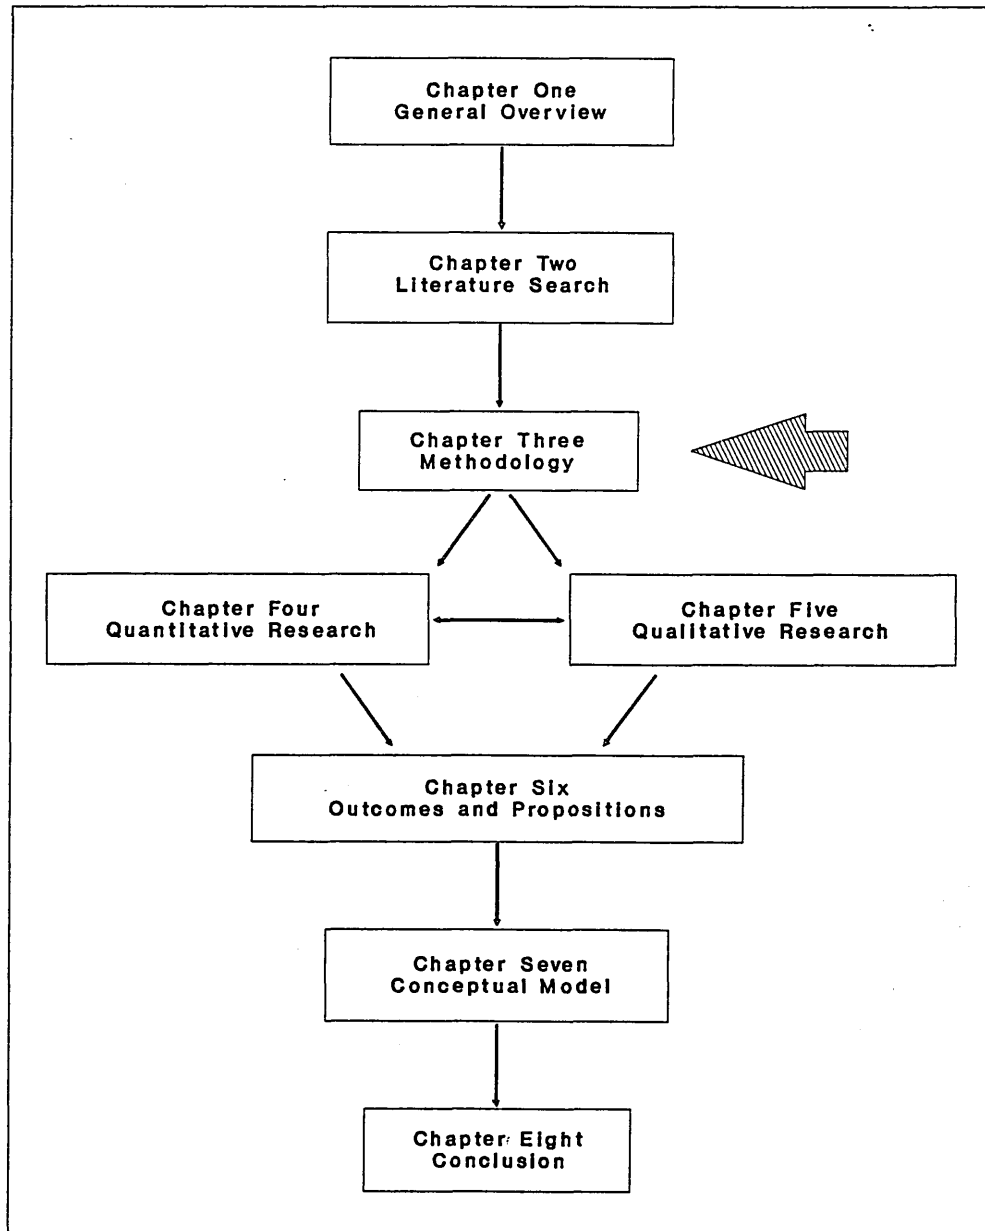 Chapter One
General Overview
Chapter Two
Literature Search
Chapter Three
Methodology
Chapter Four
Quantitative Research
Chapter Five
Qualitative Research
Chapter Six
Outcomes and Propositions
Chapter Seven
Conceptual Model
Chapter Eight
Conclusion